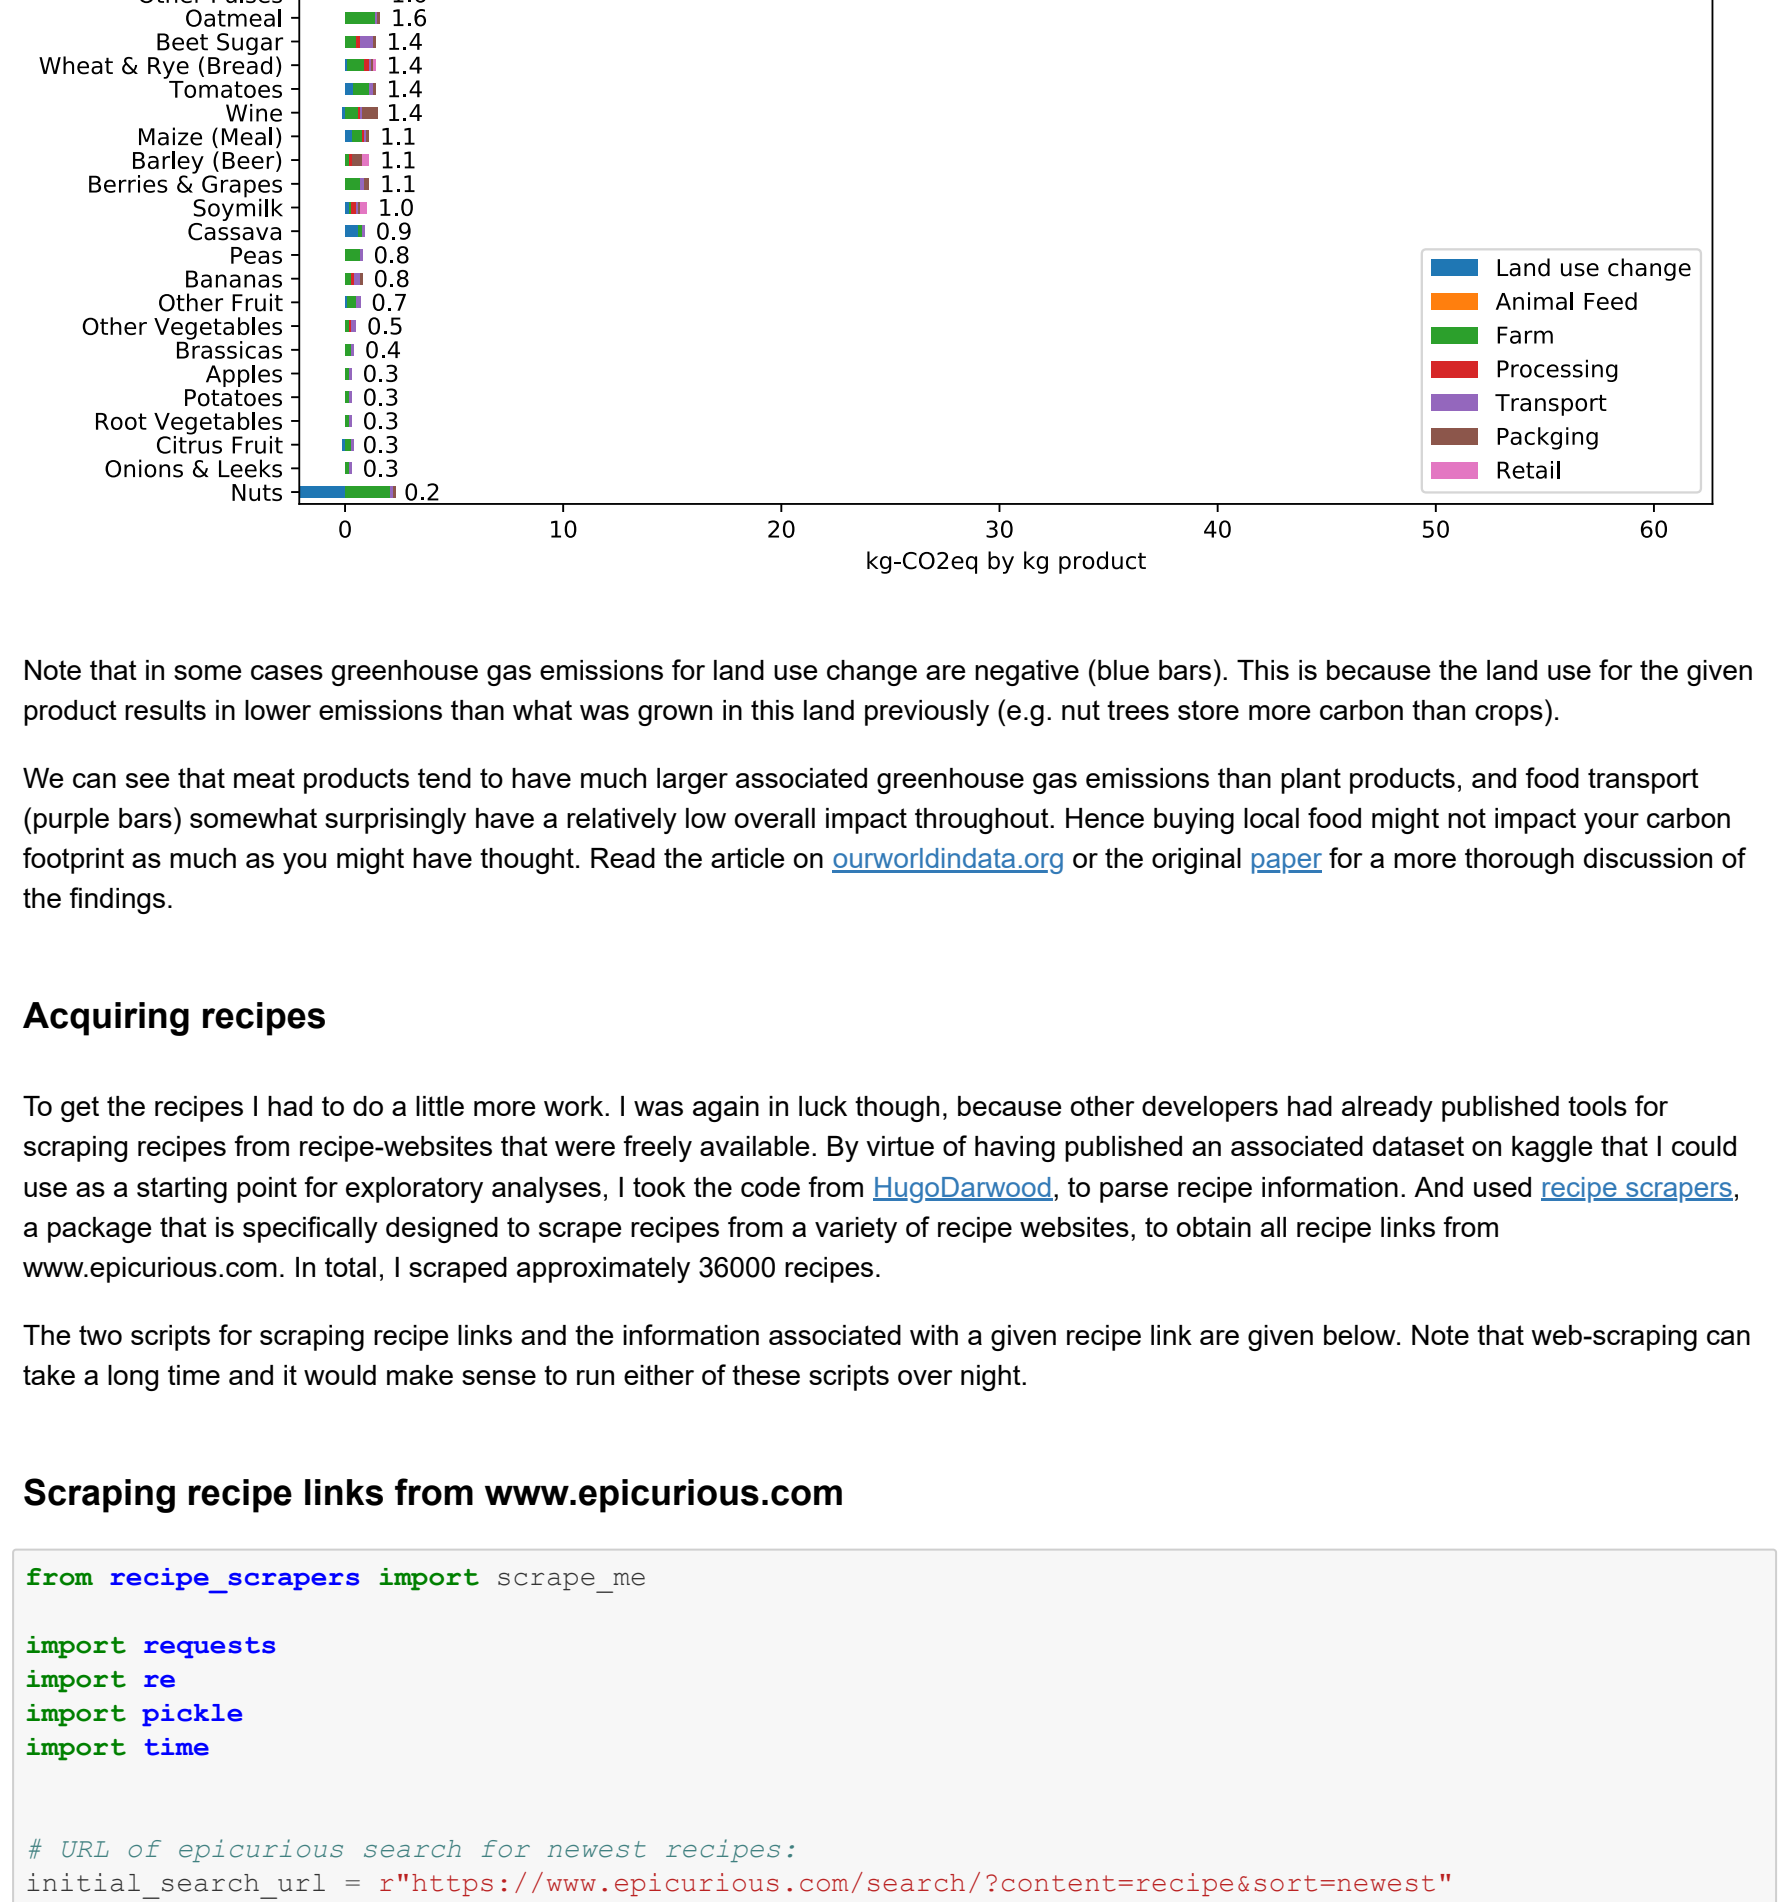 Oatmeal 1.6
Beet Sugar 1.4
Wheat & Rye (Bread) 1.4
Tomatoes 1.4
Wine 1.4
Maize (Meal) 1.1
Barley (Beer) 1.1
Berries & Grapes 1.1
Soymilk 1.0
Cassava 0.9
Peas 0.8
Bananas 0.8
Other Fruit 0.7
Other Vegetables 0.5
Brassicas 0.4
Apples 0.3
Potatoes 0.3
Root Vegetables 0.3
Citrus Fruit 0.3
Onions & Leeks 0.3
Nuts 0.2
Land use change
Animal Feed
Farm
Processing
Transport
Packging
Retail
0 10 20 30 40 50 60
kg-CO2eq by kg product
Note that in some cases greenhouse gas emissions for land use change are negative (blue bars). This is because the land use for the given
product results in lower emissions than what was grown in this land previously (e.g. nut trees store more carbon than crops).
We can see that meat products tend to have much larger associated greenhouse gas emissions than plant products, and food transport
(purple bars) somewhat surprisingly have a relatively low overall impact throughout. Hence buying local food might not impact your carbon
footprint as much as you might have thought. Read the article on ourworldindata.org or the original paper for a more thorough discussion of
the findings.
Acquiring recipes
To get the recipes I had to do a little more work. I was again in luck though, because other developers had already published tools for
scraping recipes from recipe-websites that were freely available. By virtue of having published an associated dataset on kaggle that I could
use as a starting point for exploratory analyses, I took the code from HugoDarwood, to parse recipe information. And used recipe scrapers,
a package that is specifically designed to scrape recipes from a variety of recipe websites, to obtain all recipe links from
www.epicurious.com. In total, I scraped approximately 36000 recipes.
The two scripts for scraping recipe links and the information associated with a given recipe link are given below. Note that web-scraping can
take a long time and it would make sense to run either of these scripts over night.
Scraping recipe links from www.epicurious.com
from recipe_scrapers import scrape_me
import requests
import re
import pickle
import time
# URL of epicurious search for newest recipes:
initial_search_url = r"https://www.epicurious.com/search/?content=recipe&sort=newest"